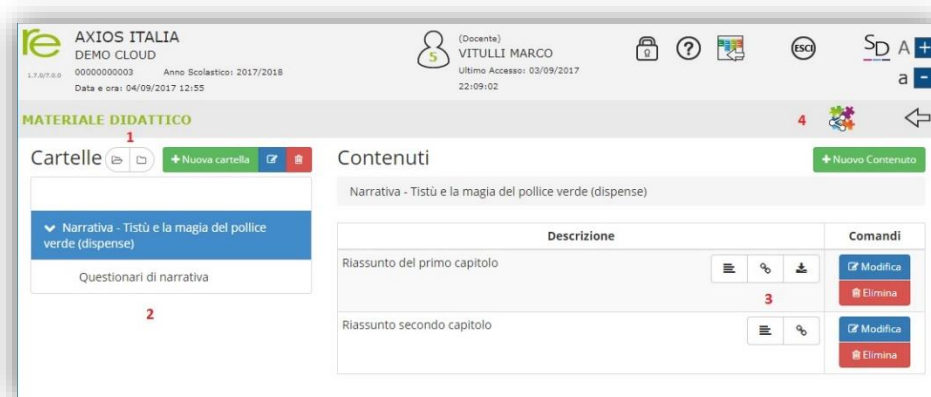 re
1.7.0/7.0.0
AXIOS ITALIA
DEMO CLOUD
00000000003 Anno Scolastico: 2017/2018
Data e ora: 04/09/2017 12:55
S
(Docente)
VITULLI MARCO
Ultimo Accesso: 03/09/2017
22:09:02
?
ESCI
SD
A +
a -
MATERIALE DIDATTICO
4
1
Cartelle
+ Nuova cartella
Narrativa - Tistù e la magia del pollice
verde (dispense)
Questionari di narrativa
2
Contenuti
+ Nuovo Contenuto
Narrativa - Tistù e la magia del pollice verde (dispense)
Descrizione Comandi
Riassunto del primo capitolo
Modifica
Elimina
3
Riassunto secondo capitolo
Modifica
Elimina